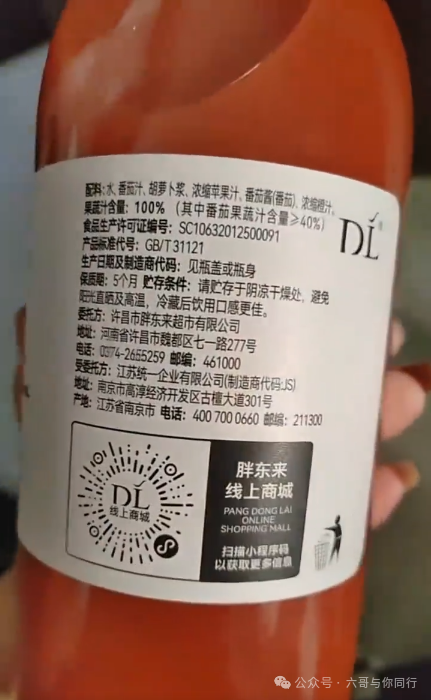 配料：水、番茄汁、胡萝卜浆、浓缩苹果汁、番茄酱(番茄)、浓缩橙汁。
果蔬汁含量：100% （其中番茄果蔬汁含量≥40%）
食品生产许可证编号：SC10632012500091
产品标准代号：GB/T 31121
生产日期及制造商代码：见瓶盖或瓶身
保质期：5个月 贮存条件：请贮存于阴凉干燥处、避免
阳光直晒及高温，冷藏后饮用口感更佳。
委托方：许昌市胖东来超市有限公司
地址：河南省许昌市魏都区七一路277号
电话：0374-2655259 邮编：461000
受委托方：江苏统一企业有限公司(制造商代码:JS)
地址：南京市高淳经济开发区古檀大道301号
产地：江苏省南京市 电话：400 700 0660 邮编：211300
DL
DL
线上商城
胖东来
线上商城
PANG DONG LAI
ONLINE
SHOPPING MALL
扫描小程序码
以获取更多信息
公众号·六哥与你同行